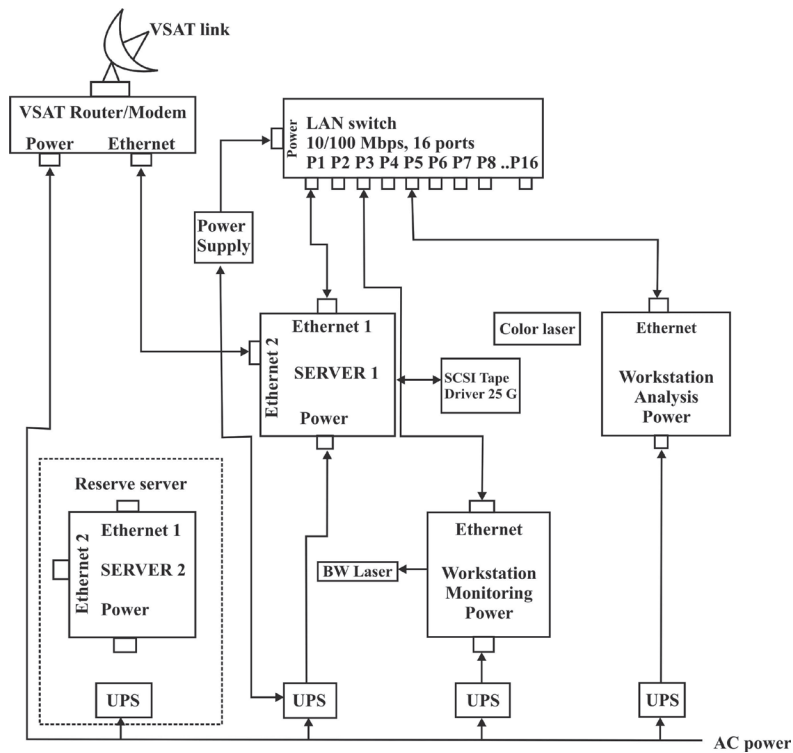 VSAT link
VSAT Router/Modem
Power
Ethernet
Power
LAN switch
10/100 Mbps, 16 ports
P1 P2 P3 P4 P5 P6 P7 P8 ..P16
Power
Supply
Ethernet 1
Ethernet 2
SERVER 1
Power
SCSI Tape
Driver 25 G
Color laser
Ethernet
Workstation
Analysis
Power
Reserve server
Ethernet 1
Ethernet 2
SERVER 2
Power
Ethernet
BW Laser
Workstation
Monitoring
Power
UPS
UPS
UPS
UPS
AC power